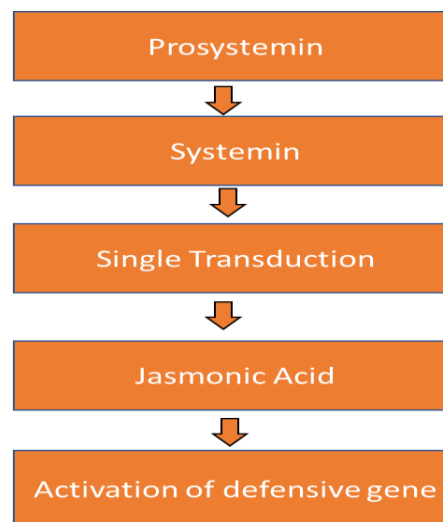 Prosystemin
Systemin
Single Transduction
Jasmonic Acid
Activation of defensive gene